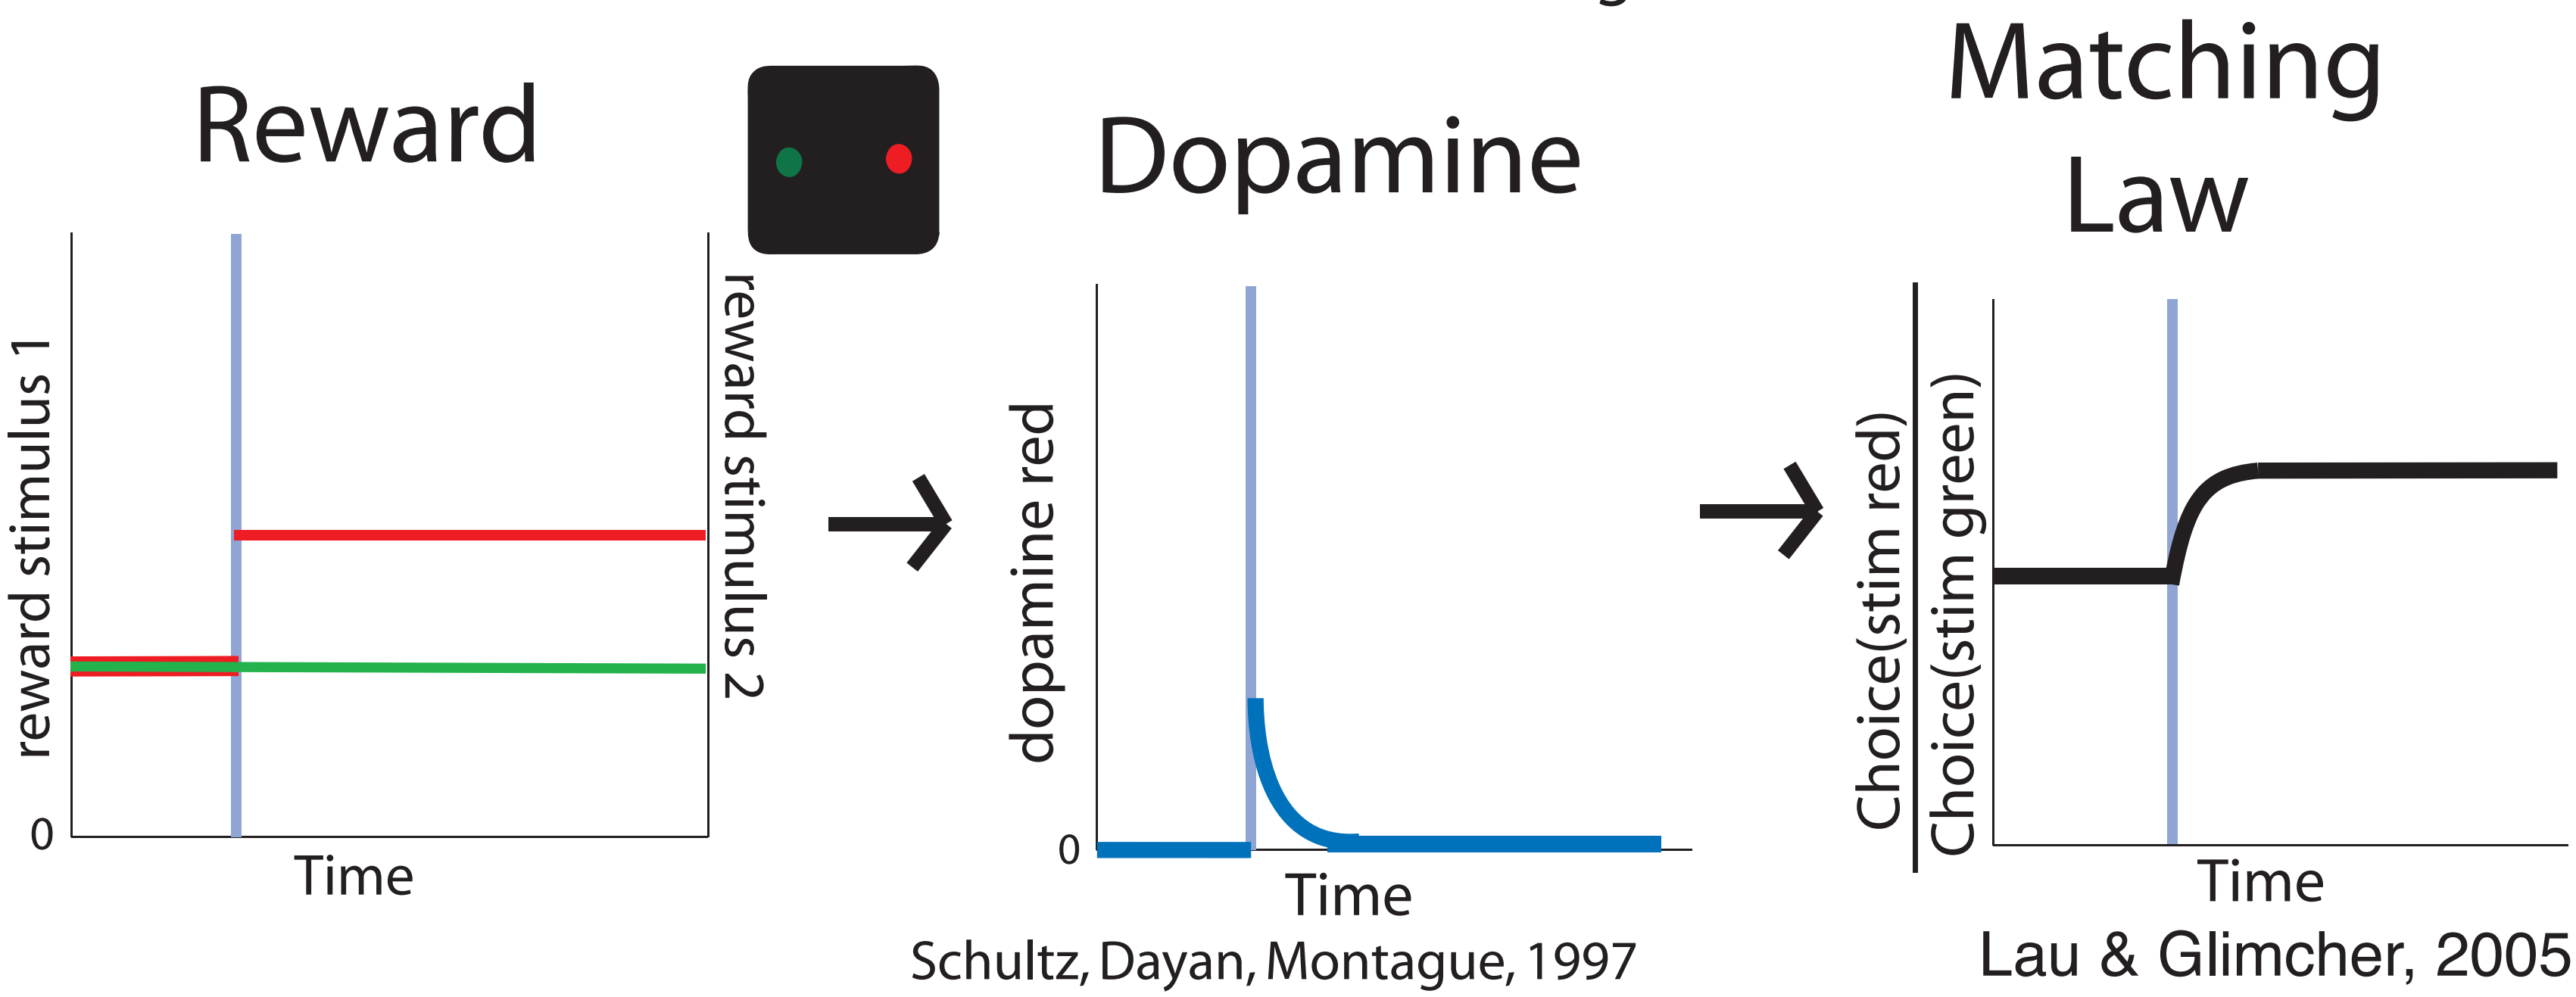 Reward
reward stimulus 1
reward stimulus 2
0
Time
Dopamine
dopamine red
0
Time
Schultz, Dayan, Montague, 1997
Matching
Law
Choice(stim red)
Choice(stim green)
Time
Lau & Glimcher, 2005